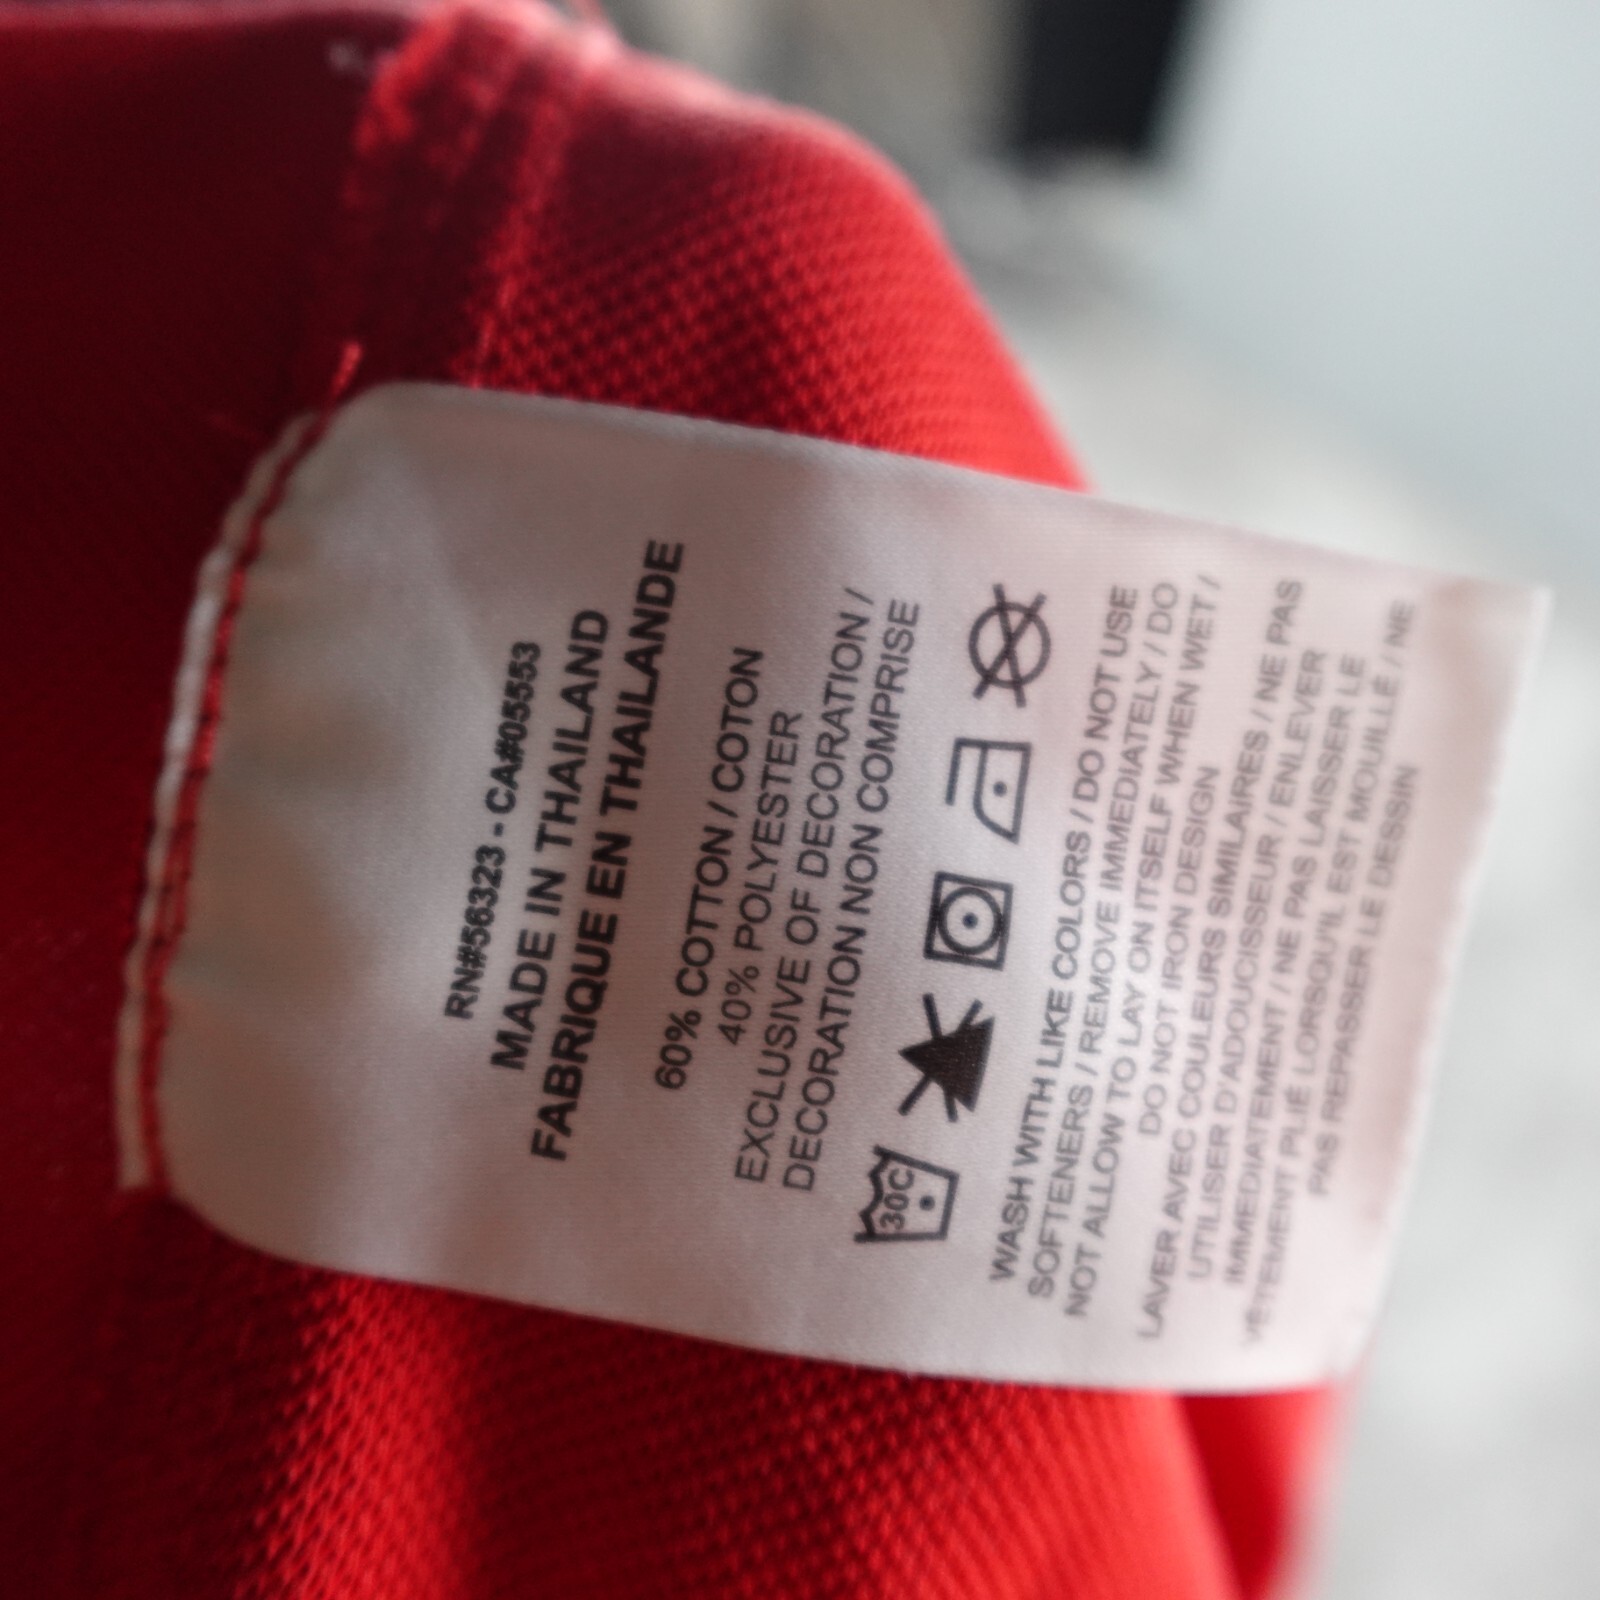 RN#56323 - CA#05553
MADE IN THAILAND
FABRIQUE EN THAILANDE
60% COTTON / COTON
40% POLYESTER
EXCLUSIVE OF DECORATION /
DECORATION NON COMPRISE
30C
WASH WITH LIKE COLORS / DO NOT USE
SOFTENERS / REMOVE IMMEDIATELY / DO
NOT ALLOW TO LAY ON ITSELF WHEN WET /
DO NOT IRON DESIGN
LAVER AVEC COULEURS SIMILAIRES / NE PAS
UTILISER D'ADOUCISSEUR / ENLEVER
IMMEDIATEMENT / NE PAS LAISSER LE
VÊTEMENT PLIÉ LORSQU'IL EST MOUILLÉ / NE
PAS REPASSER LE DESSIN